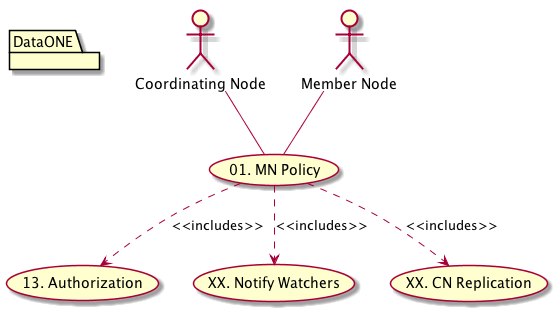 DataONE
Coordinating Node
Member Node
01. MN Policy
<<includes>>
<<includes>>
<<includes>>
13. Authorization
XX. Notify Watchers
XX. CN Replication